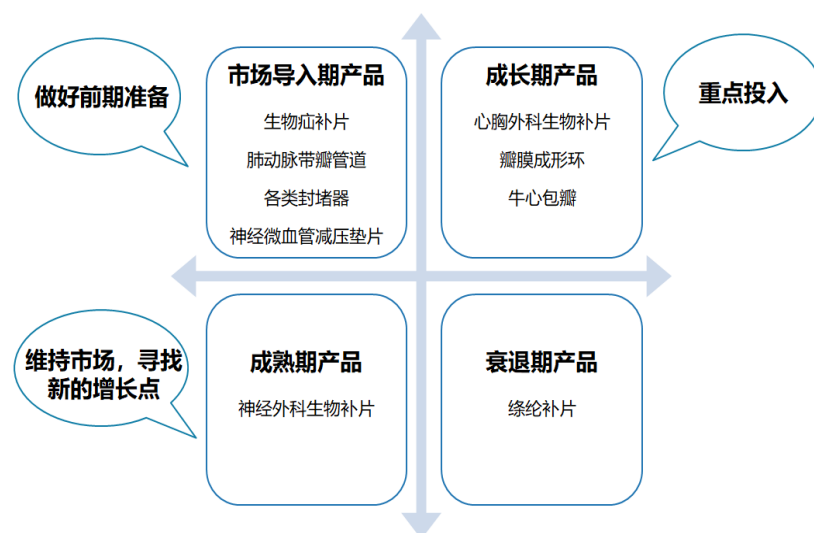 做好前期准备
市场导入期产品
生物疝补片
肺动脉带瓣管道
各类封堵器
神经微血管减压垫片
成长期产品
心胸外科生物补片
瓣膜成形环
牛心包瓣
重点投入
维持市场，寻找
新的增长点
成熟期产品
神经外科生物补片
衰退期产品
绦纶补片